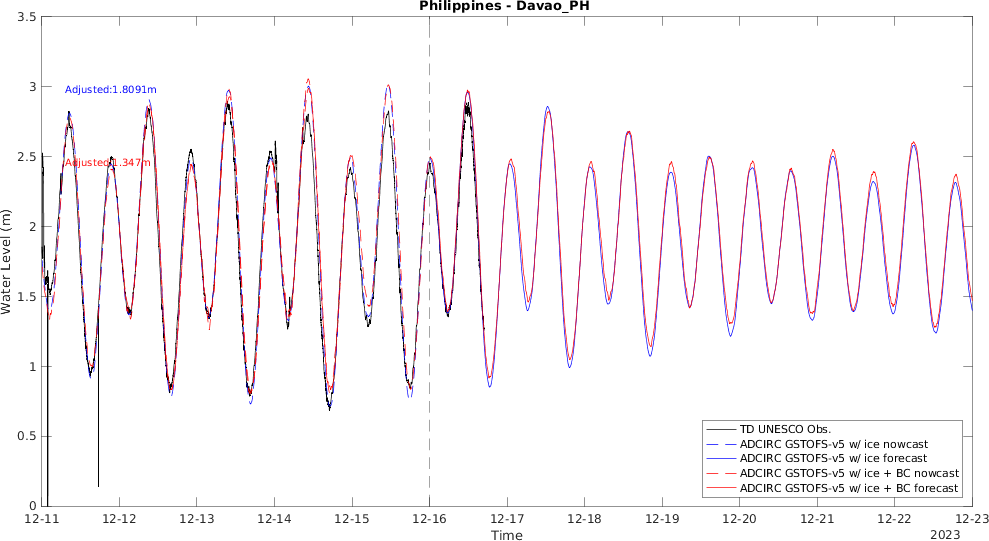 Philippines - Davao_PH
3.5
3
2.5
2
1.5
1
0.5
0
Water Level (m)
Adjusted:1.8091m
Adjusted:1.347m
TD UNESCO Obs.
ADCIRC GSTOFS-v5 w/ ice nowcast
ADCIRC GSTOFS-v5 w/ ice forecast
ADCIRC GSTOFS-v5 w/ ice + BC nowcast
ADCIRC GSTOFS-v5 w/ ice + BC forecast
12-11 12-12 12-13 12-14 12-15 12-16 12-17 12-18 12-19 12-20 12-21 12-22 12-23
Time
2023